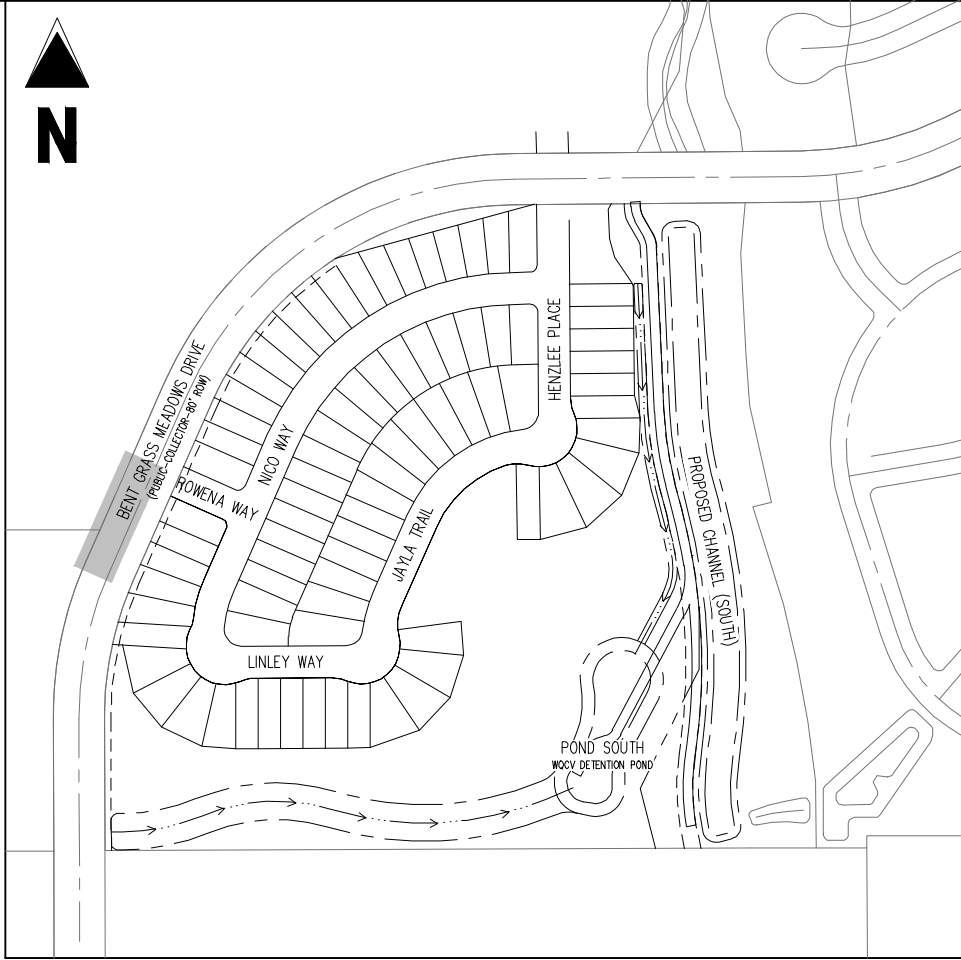 N
BENT GRASS MEADOWS DRIVE
(PUBLIC-COLLECTOR-80' ROW)
HENZLEE PLACE
NICO WAY
ROWENA WAY
JAYLA TRAIL
PROPOSED CHANNEL (SOUTH)
LINLEY WAY
POND SOUTH
WQCV DETENTION POND